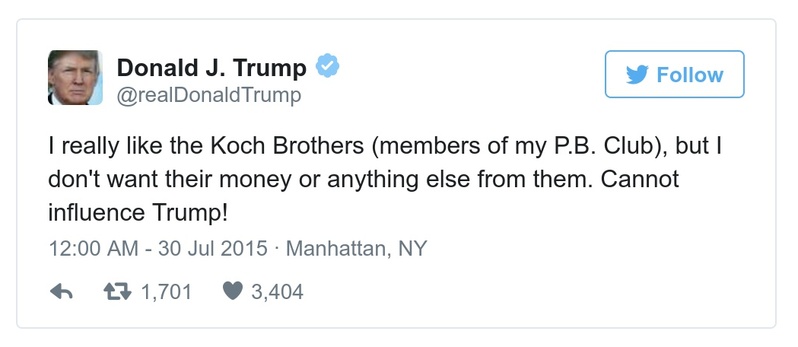 Donald J. Trump
@realDonaldTrump
Follow
I really like the Koch Brothers (members of my P.B. Club), but I
don't want their money or anything else from them. Cannot
influence Trump!
12:00 AM - 30 Jul 2015 · Manhattan, NY
1,701 3,404